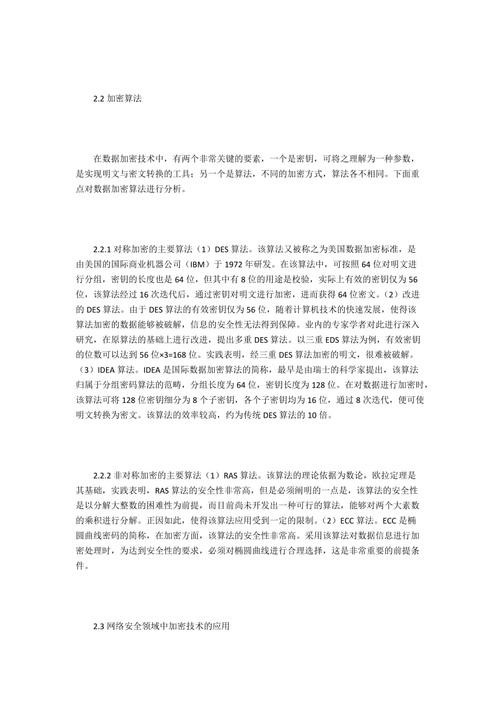 2.2 加密算法
在数据加密技术中，有两个非常关键的要素，一个是密钥，可将之理解为一种参数，
是实现明文与密文转换的工具；另一个是算法，不同的加密方式，算法各不相同。下面重
点对数据加密算法进行分析。
2.2.1 对称加密的主要算法（1）DES 算法。该算法又被称之为美国数据加密标准，是
由美国的国际商业机器公司（IBM）于 1972 年研发。在该算法中，可按照 64 位对明文进
行分组，密钥的长度也是 64 位，但其中有 8 位的用途是校验，实际上有效的密钥仅为 56
位，该算法经过 16 次迭代后，通过密钥对明文进行加密，进而获得 64 位密文。（2）改进
的 DES 算法。由于 DES 算法的有效密钥仅为 56 位，随着计算机技术的快速发展，使得该
算法加密的数据能够被破解，信息的安全性无法得到保障。业内的专家学者对此进行深入
研究，在原算法的基础上进行改进，提出多重 DES 算法。以三重 EDS 算法为例，有效密钥
的位数可以达到 56 位×3=168 位。实践表明，经三重 DES 算法加密的明文，很难被破解。
（3）IDEA 算法。IDEA 是国际数据加密算法的简称，最早是由瑞士的科学家提出，该算法
归属于分组密码算法的范畴，分组长度为 64 位，密钥长度为 128 位。在对数据进行加密时，
该算法可将 128 位密钥细分为 8 个子密钥，各个子密钥均为 16 位，通过 8 次迭代，便可使
明文转换为密文。该算法的效率较高，约为传统 DES 算法的 10 倍。
2.2.2 非对称加密的主要算法（1）RAS 算法。该算法的理论依据为数论，欧拉定理是
其基础，实践表明，RAS 算法的安全性非常高，但是必须阐明的一点是，该算法的安全性
是以分解大整数的困难性为前提，而目前尚未开发出一种可行的算法，能够对两个大素数
的乘积进行分解。正因如此，使得该算法应用受到一定的限制。（2）ECC 算法。ECC 是椭
圆曲线密码的简称，在加密方面，该算法的安全性非常高。采用该算法对数据信息进行加
密处理时，为达到安全性的要求，必须对椭圆曲线进行合理选择，这是非常重要的前提条
件。
2.3 网络安全领域中加密技术的应用